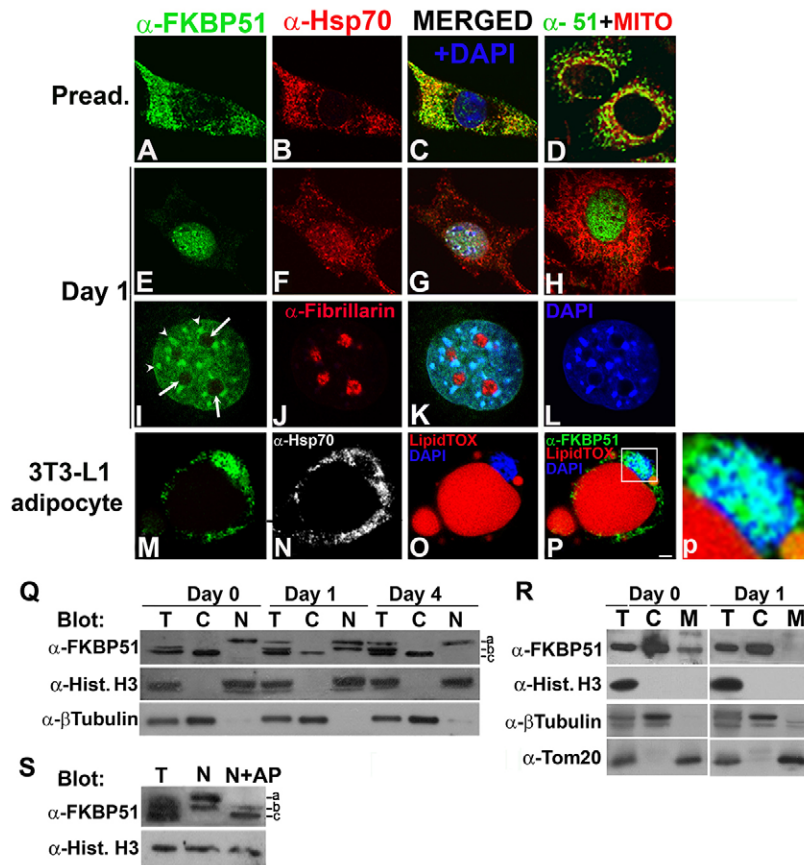 α-FKBP51 α-Hsp70 MERGED α- 51+MITO
+DAPI
Pread.
A B C D
Day 1
E F G H
α-Fibrillarin DAPI
I J K L
3T3-L1
adipocyte
α-Hsp70 LipidTOX α-FKBP51
DAPI LipidTOX
DAPI
M N O P p
Q Day 0 Day 1 Day 4
Blot: T C N T C N T C N
α-FKBP51 a
b
c
α-Hist. H3
α-βTubulin
R Day 0 Day 1
T C M T C M
α-FKBP51
α-Hist. H3
α-βTubulin
α-Tom20
S Blot: T N N+AP
α-FKBP51 a
b
c
α-Hist. H3